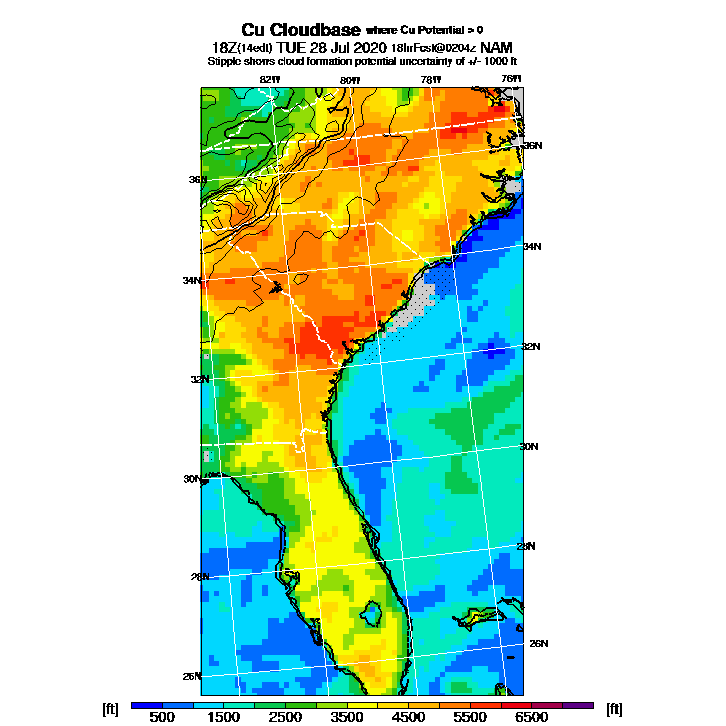 Cu Cloudbase where Cu Potential > 0
18Z(14edt) TUE 28 Jul 2020 18hrFcst@0204z NAM
Stipple shows cloud formation potential uncertainty of +/- 1000 ft
82W 80W 78W 76W
36N
36N
34N
34N
32N
32N
30N
30N
28N
28N
26N
26N
[ft] [ft]
500 1500 2500 3500 4500 5500 6500